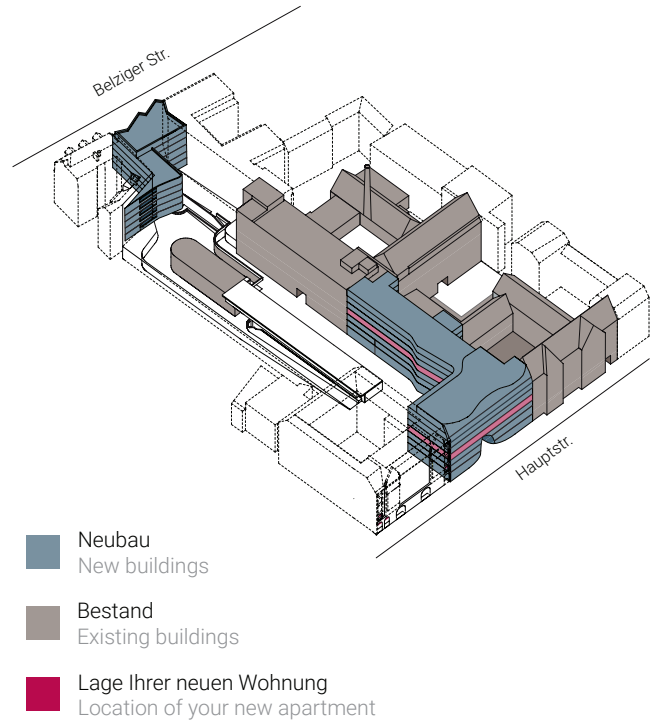 Belziger Str.
Hauptstr.
Neubau
New buildings
Bestand
Existing buildings
Lage Ihrer neuen Wohnung
Location of your new apartment